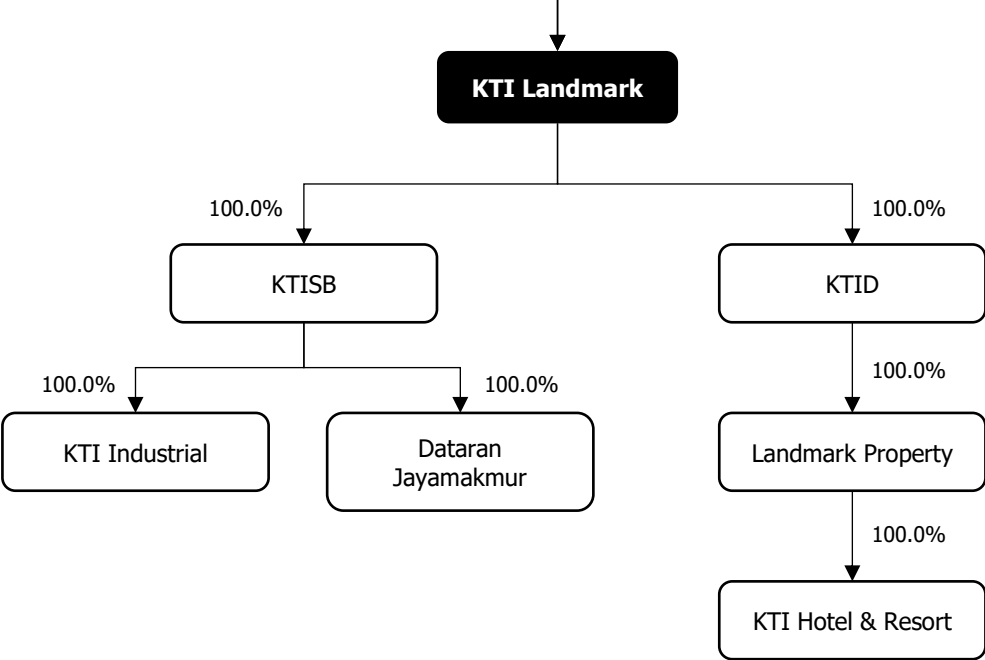 KTI Landmark
100.0%
100.0%
KTISB
KTID
100.0%
100.0%
100.0%
KTI Industrial
Dataran
Jayamakmur
Landmark Property
100.0%
KTI Hotel & Resort